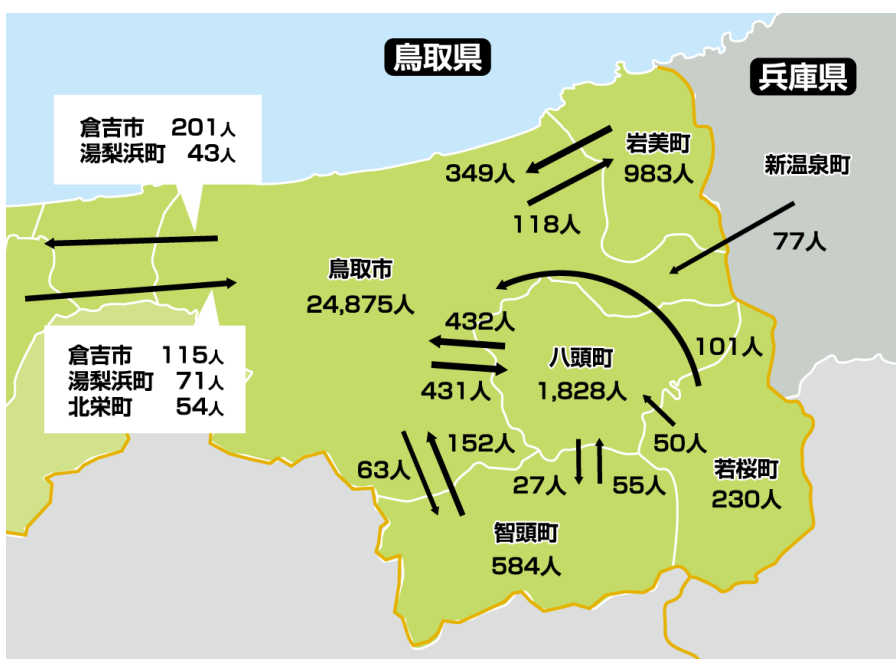 鳥取県
兵庫県
倉吉市 201人
湯梨浜町 43人
岩美町
983人
349人
118人
新温泉町
77人
鳥取市
24,875人
432人
431人
八頭町
1,828人
101人
倉吉市 115人
湯梨浜町 71人
北栄町 54人
50人
若桜町
230人
63人
152人
27人
55人
智頭町
584人